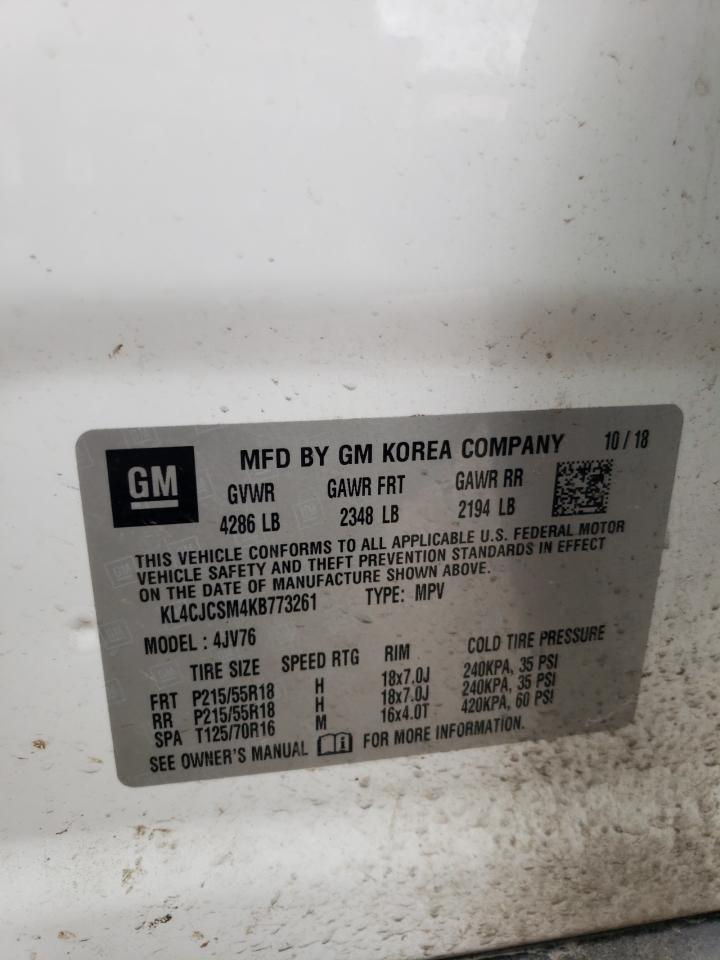 GM
MFD BY GM KOREA COMPANY 10/18
GVWR GAWR FRT GAWR RR
4286 LB 2348 LB 2194 LB
THIS VEHICLE CONFORMS TO ALL APPLICABLE U.S. FEDERAL MOTOR
VEHICLE SAFETY AND THEFT PREVENTION STANDARDS IN EFFECT
ON THE DATE OF MANUFACTURE SHOWN ABOVE.
KL4CJCSM4KB773261 TYPE: MPV
MODEL : 4JV76
TIRE SIZE SPEED RTG RIM COLD TIRE PRESSURE
FRT P215/55R18 H 18x7.0J 240KPA, 35 PSI
RR P215/55R18 H 18x7.0J 240KPA, 35 PSI
SPA T125/70R16 M 16x4.0T 420KPA, 60 PSI
SEE OWNER'S MANUAL FOR MORE INFORMATION.